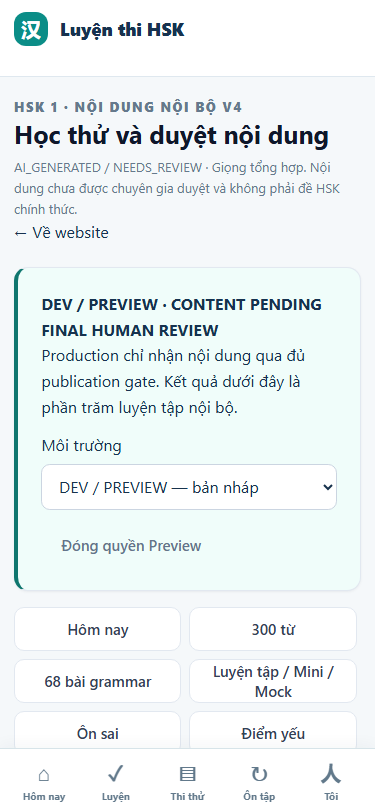 汉 Luyện thi HSK
HSK 1 · NỘI DUNG NỘI BỘ V4
Học thử và duyệt nội dung
AI_GENERATED / NEEDS_REVIEW · Giọng tổng hợp. Nội
dung chưa được chuyên gia duyệt và không phải đề HSK
chính thức.
← Về website
DEV / PREVIEW · CONTENT PENDING
FINAL HUMAN REVIEW
Production chỉ nhận nội dung qua đủ
publication gate. Kết quả dưới đây là
phần trăm luyện tập nội bộ.
Môi trường
DEV / PREVIEW — bản nháp
Đóng quyền Preview
Hôm nay
300 từ
68 bài grammar
Luyện tập / Mini /
Mock
Ôn sai
Điểm yếu
Hôm nay
Luyện
Thi thử
Ôn tập
人
Tôi